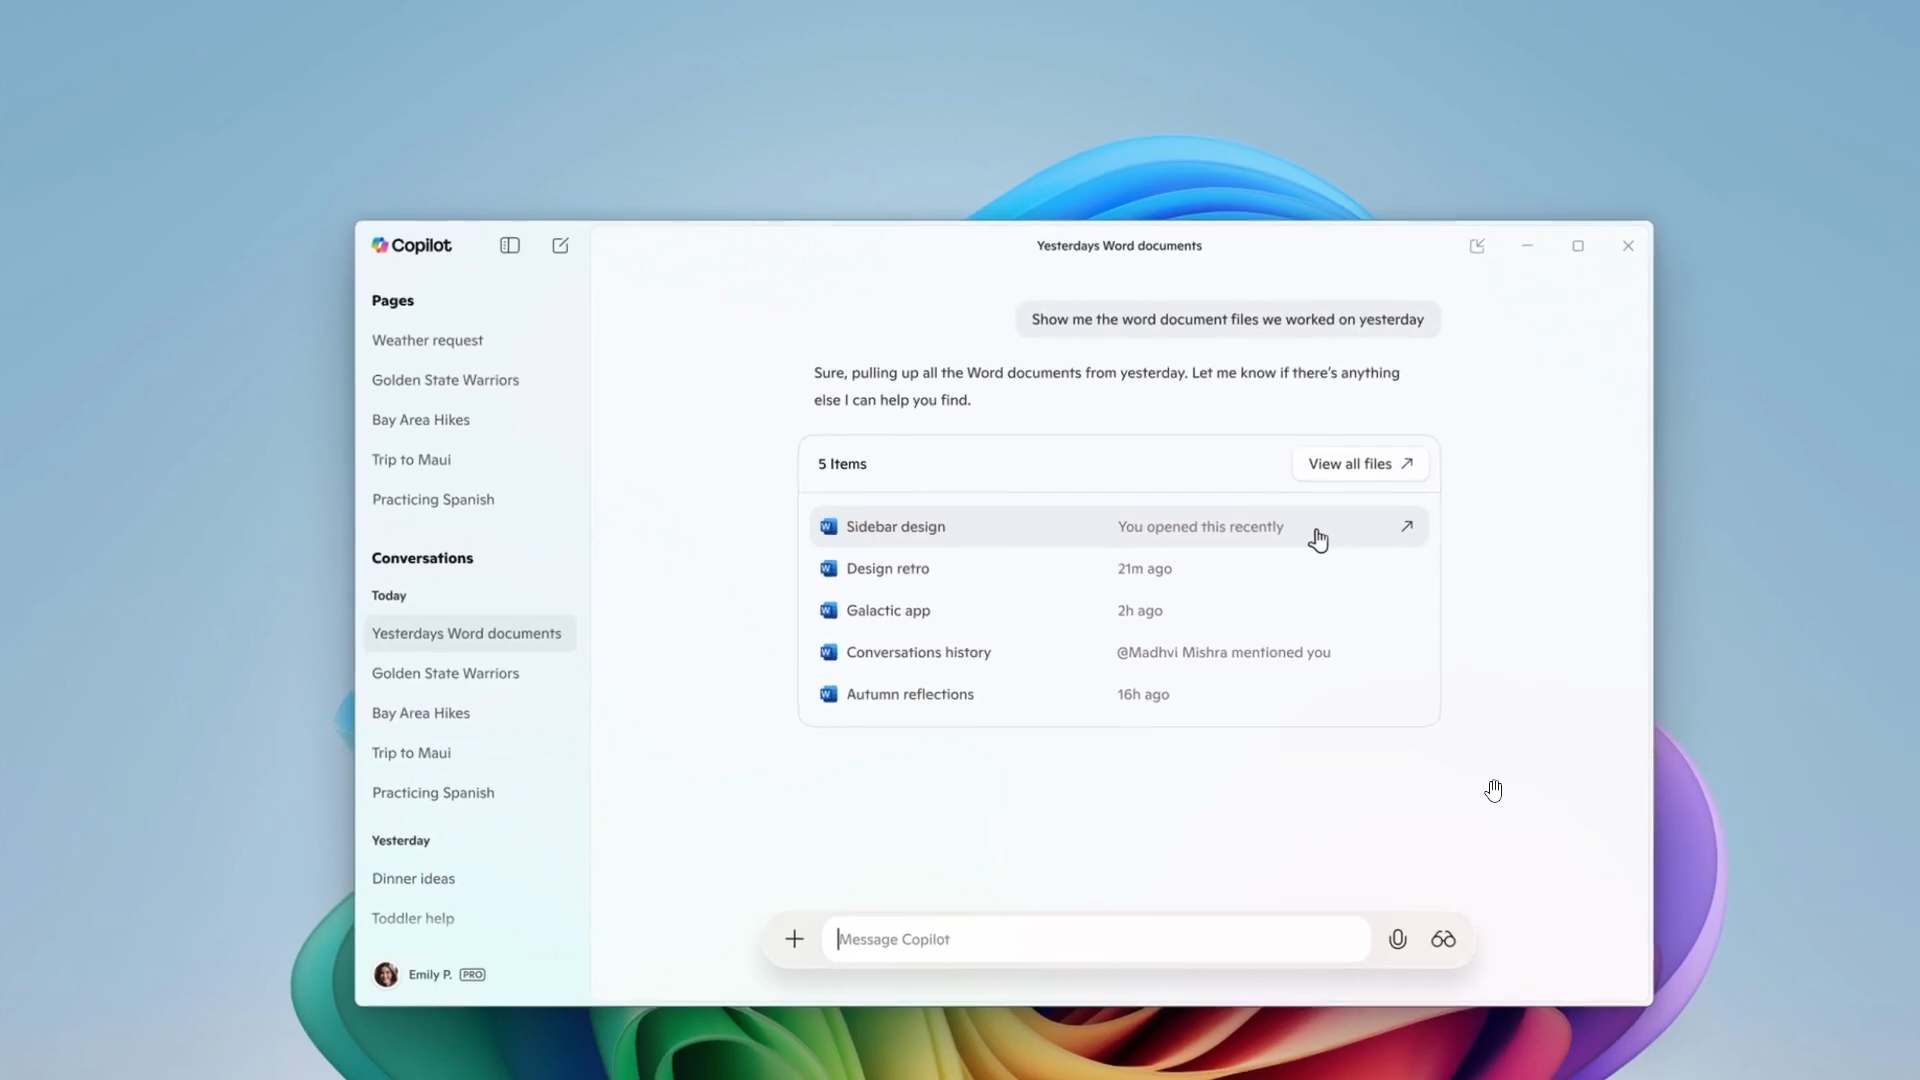 Copilot
Pages
Weather request
Golden State Warriors
Bay Area Hikes
Trip to Maui
Practicing Spanish
Conversations
Today
Yesterdays Word documents
Golden State Warriors
Bay Area Hikes
Trip to Maui
Practicing Spanish
Yesterday
Dinner ideas
Toddler help
Emily P. PRO
Yesterdays Word documents
Show me the word document files we worked on yesterday
Sure, pulling up all the Word documents from yesterday. Let me know if there's anything
else I can help you find.
5 Items
View all files
W Sidebar design You opened this recently
W Design retro 21m ago
W Galactic app 2h ago
W Conversations history @Madhvi Mishra mentioned you
W Autumn reflections 16h ago
Message Copilot